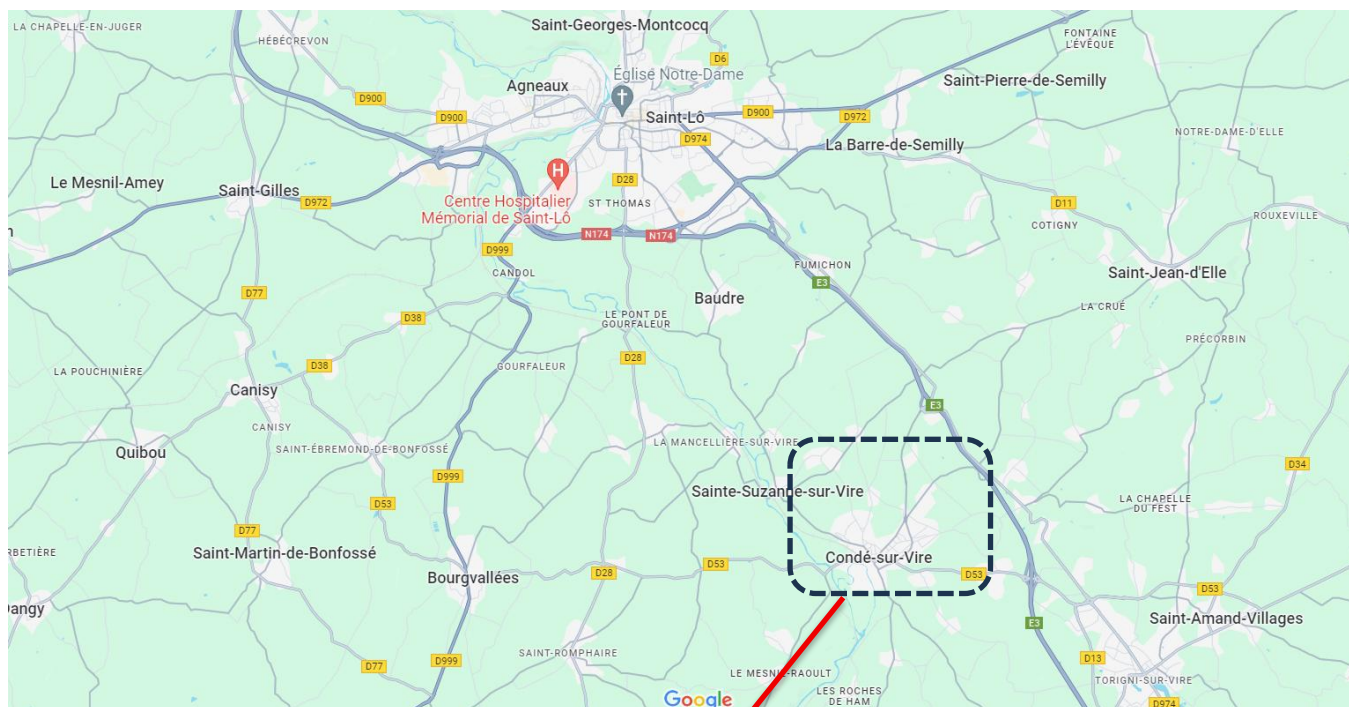 LA CHAPELLE-EN-JUGER
Saint-Georges-Montcocq
FONTAINE
L'ÉVÊQUE
HÉBÉCREVON
D6
Église Notre-Dame
Saint-Pierre-de-Semilly
Agneaux
D900
D900
Saint-Lô
D900
D972
D974
NOTRE-DAME-D'ELLE
La Barre-de-Semilly
Le Mesnil-Amey
Saint-Gilles
H
D28
D972
Centre Hospitalier
Mémorial de Saint-Lô
ST THOMAS
D11
ROUXEVILLE
COTIGNY
N174
N174
D999
CANDOL
FUMICHON
Saint-Jean-d'Elle
E3
D77
Baudre
LA CRUÉ
D38
LE PONT DE
GOURFALEUR
PRÉCORBIN
D28
D38
GOURFALEUR
LA POUCHINIÈRE
Canisy
E3
CANISY
LA MANCELLIÈRE-SUR-VIRE
SAINT-ÉBREMOND-DE-BONFOSSÉ
Quibou
D999
D34
Sainte-Suzanne-sur-Vire
LA CHAPELLE
DU FEST
D53
D77
RBETIÈRE
Saint-Martin-de-Bonfossé
Condé-sur-Vire
D53
D28
D53
Bourgvallées
D53
Dangy
Saint-Amand-Villages
E3
SAINT-ROMPHAIRE
D999
D77
D13
LE MESNIL-RAOULT
TORIGNI-SUR-VIRE
LES ROCHES
DE HAM
Google
D974